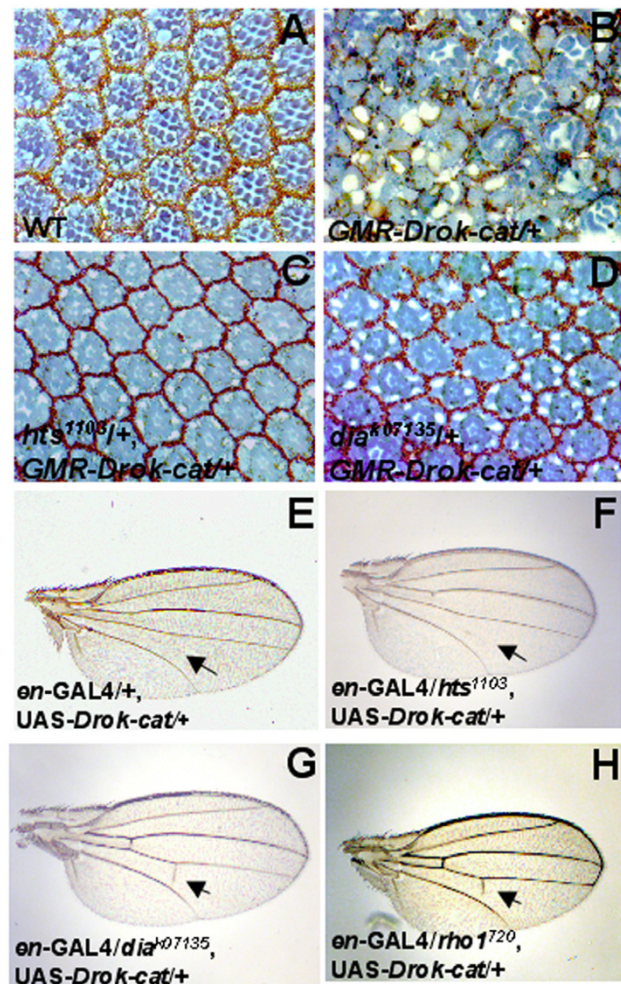 A
WT
B
GMR-Drok-cat/+
C
hts1103/+,
GMR-Drok-cat/+
D
diak07135/+,
GMR-Drok-cat/+
E
en-GAL4/+,
UAS-Drok-cat/+
F
en-GAL4/hts1103,
UAS-Drok-cat/+
G
en-GAL4/diak07135,
UAS-Drok-cat/+
H
en-GAL4/rho1720,
UAS-Drok-cat/+